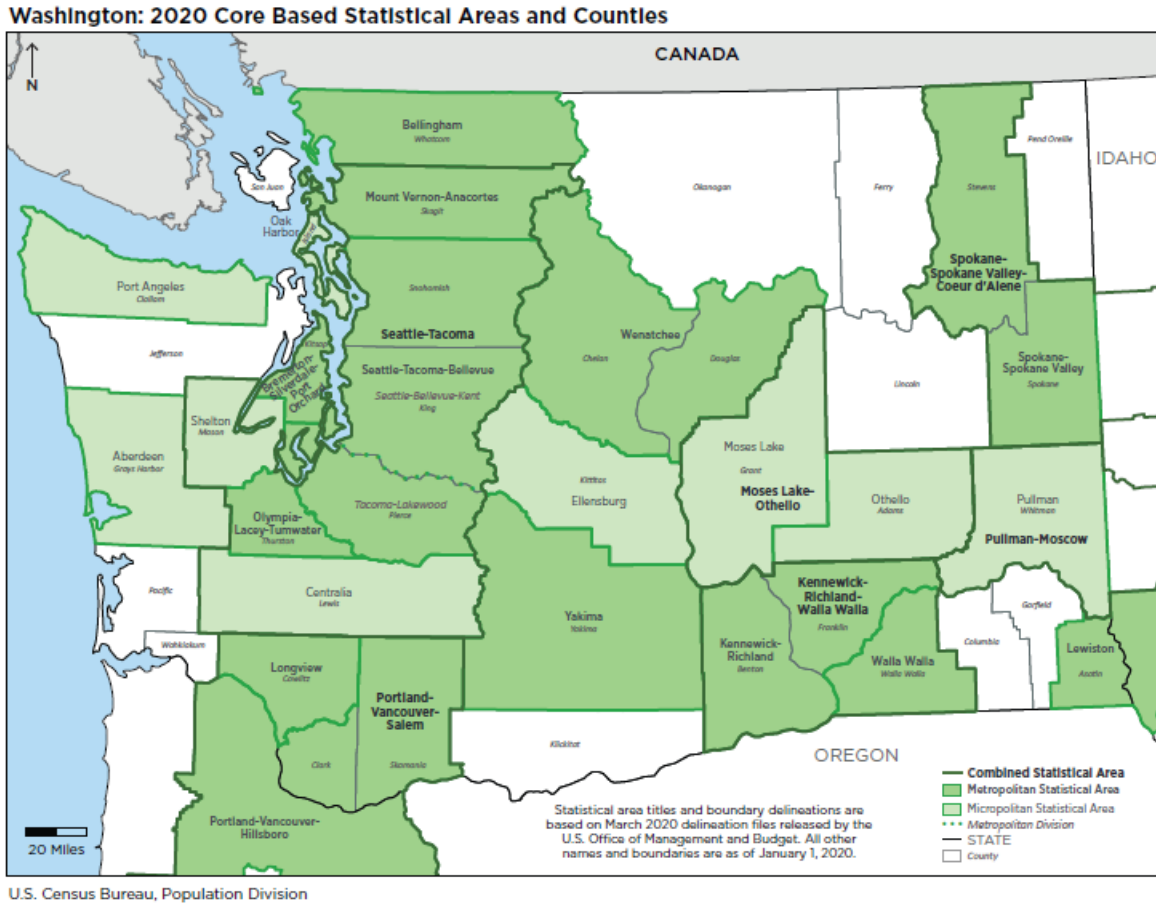 Washington: 2020 Core Based Statistical Areas and Counties
CANADA
N
Bellingham
Whatcom
Pend Oreille
IDAHO
San Juan
Okanogan
Ferry
Stevens
Mount Vernon-Anacortes
Skagit
Oak
Harbor
Island
Spokane-
Spokane Valley-
Coeur d'Alene
Port Angeles
Clallam
Snohomish
Seattle-Tacoma
Wenatchee
Chelan
Douglas
Jefferson
Kitsap
Bremerton-
Silverdale-
Port
Orchard
Seattle-Tacoma-Bellevue
Seattle-Bellevue-Kent
King
Lincoln
Spokane-
Spokane Valley
Spokane
Shelton
Mason
Aberdeen
Grays Harbor
Moses Lake
Grant
Moses Lake-
Othello
Kittitas
Ellensburg
Othello
Adams
Pullman
Whitman
Pullman-Moscow
Tacoma-Lakewood
Pierce
Olympia-
Lacey-Tumwater
Thurston
Pacific
Centralia
Lewis
Yakima
Yakima
Kennewick-
Richland-
Walla Walla
Franklin
Garfield
Columbia
Wahkiakum
Longview
Cowlitz
Kennewick-
Richland
Benton
Walla Walla
Walla Walla
Lewiston
Asotin
Portland-
Vancouver-
Salem
Clark
Skamania
Klickitat
OREGON
Portland-Vancouver-
Hillsboro
20 Miles
Statistical area titles and boundary delineations are
based on March 2020 delineation files released by the
U.S. Office of Management and Budget. All other
names and boundaries are as of January 1, 2020.
Combined Statistical Area
Metropolitan Statistical Area
Micropolitan Statistical Area
Metropolitan Division
STATE
County
U.S. Census Bureau, Population Division